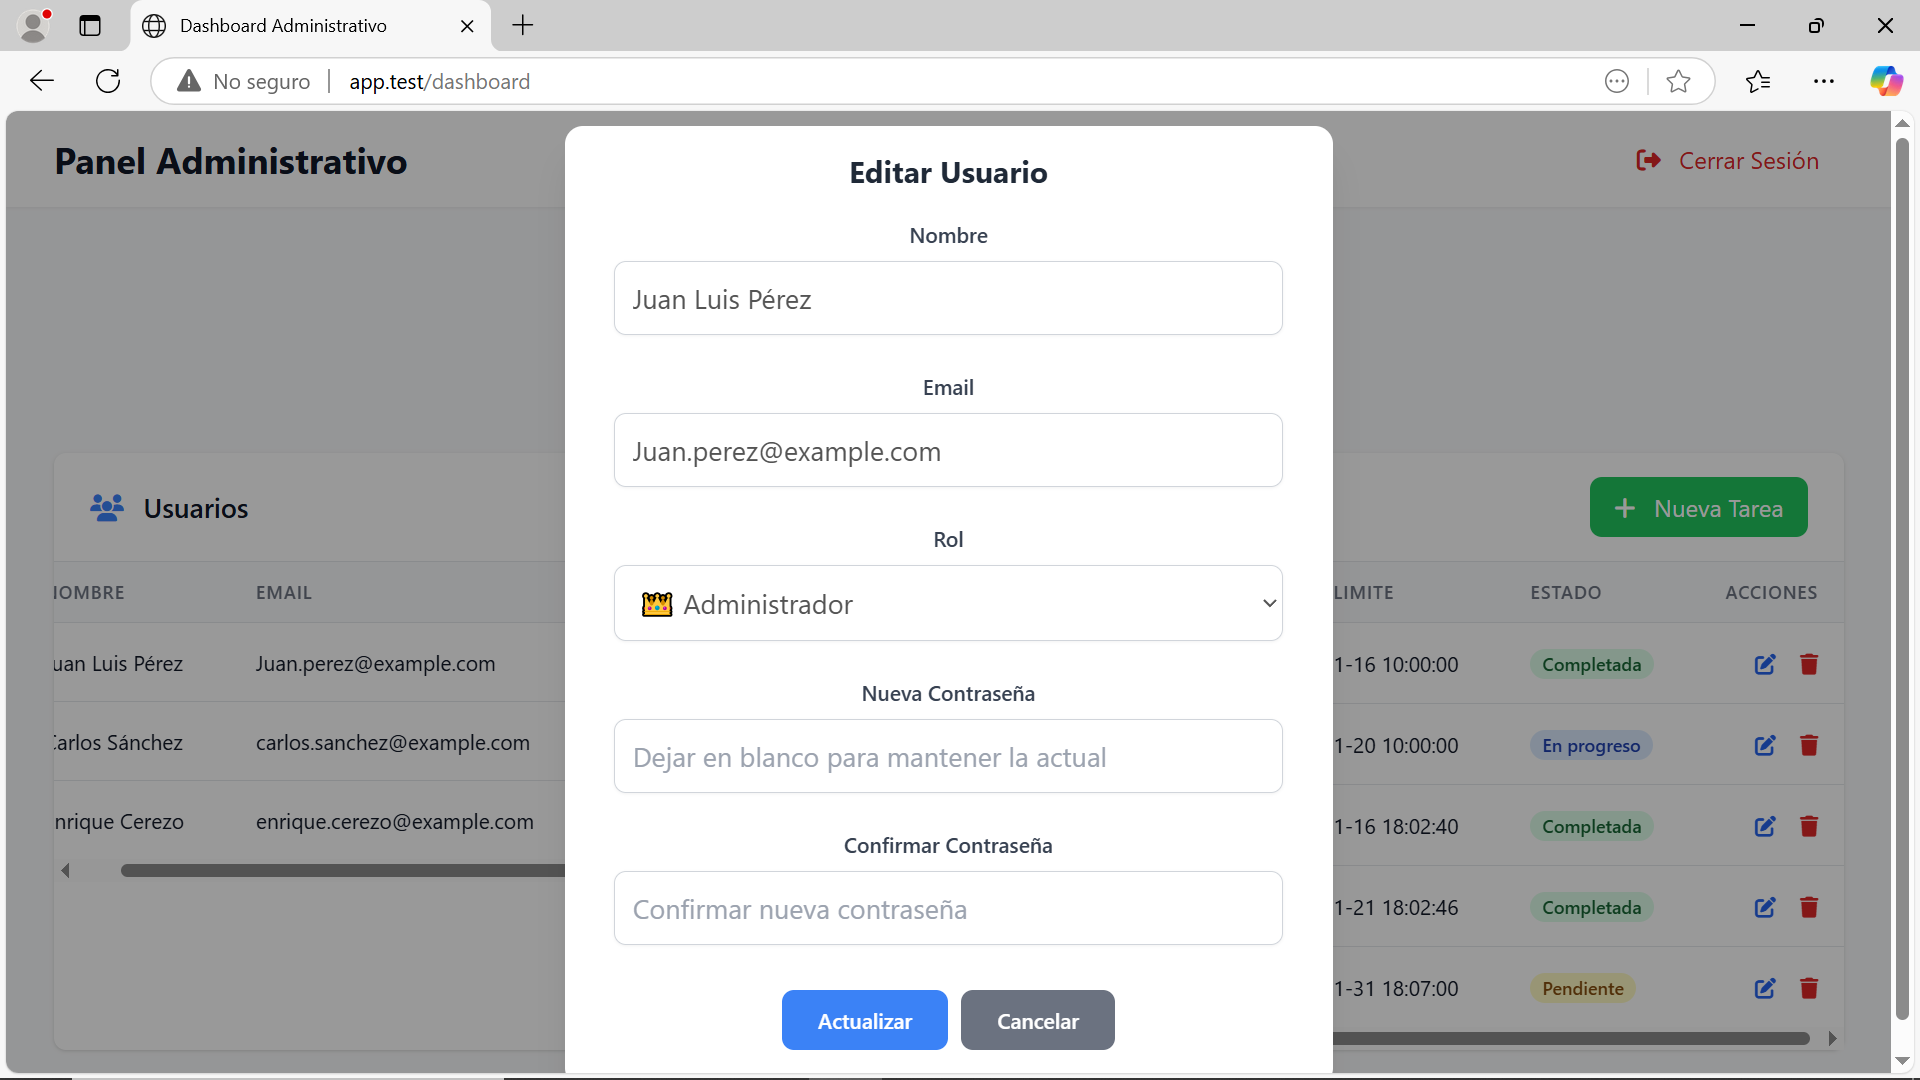 Dashboard Administrativo
No seguro
app.test/dashboard
Panel Administrativo
Cerrar Sesión
Editar Usuario
Nombre
Juan Luis Pérez
Email
Juan.perez@example.com
Rol
Administrador
Nueva Contraseña
Dejar en blanco para mantener la actual
Confirmar Contraseña
Confirmar nueva contraseña
Actualizar
Cancelar
Usuarios
OMBRE EMAIL
uan Luis Pérez Juan.perez@example.com
arlos Sánchez carlos.sanchez@example.com
nrique Cerezo enrique.cerezo@example.com
Nueva Tarea
LIMITE ESTADO ACCIONES
1-16 10:00:00 Completada
1-20 10:00:00 En progreso
1-16 18:02:40 Completada
1-21 18:02:46 Completada
1-31 18:07:00 Pendiente